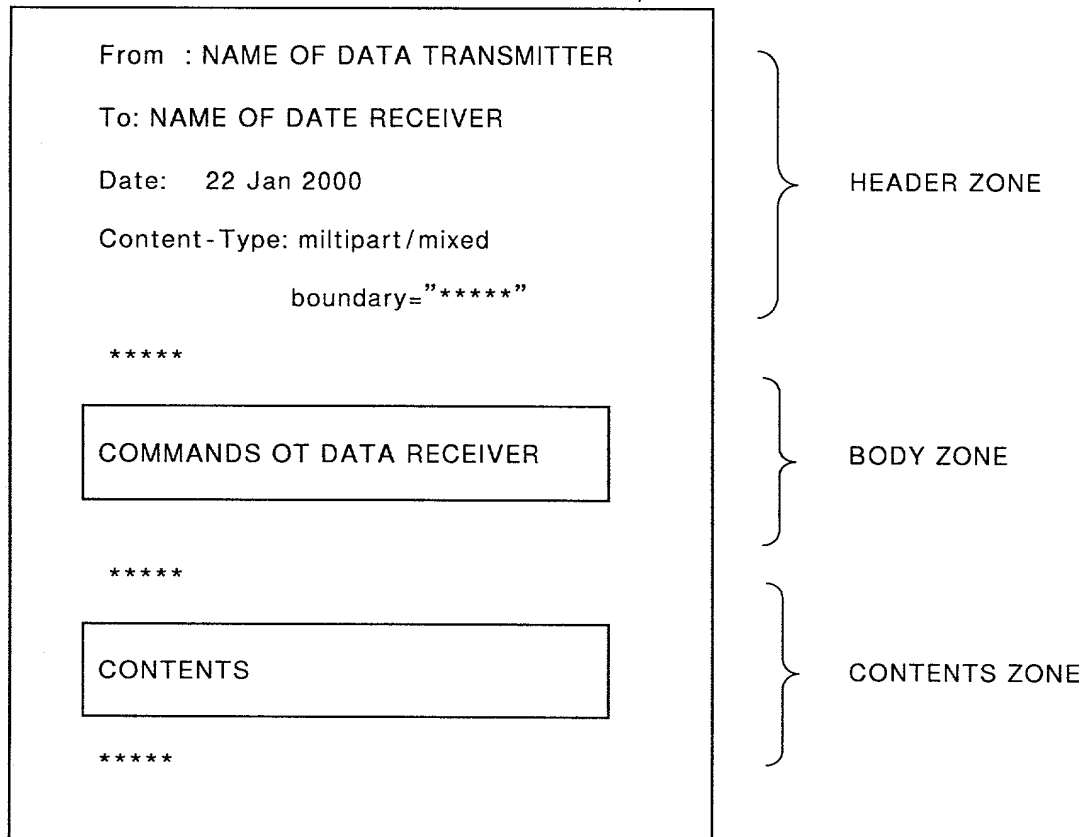 From : NAME OF DATA TRANSMITTER
To: NAME OF DATE RECEIVER
Date: 22 Jan 2000
HEADER ZONE
Content-Type: miltipart/mixed
boundary="*****"
*****
COMMANDS OT DATA RECEIVER
BODY ZONE
*****
CONTENTS
CONTENTS ZONE
*****